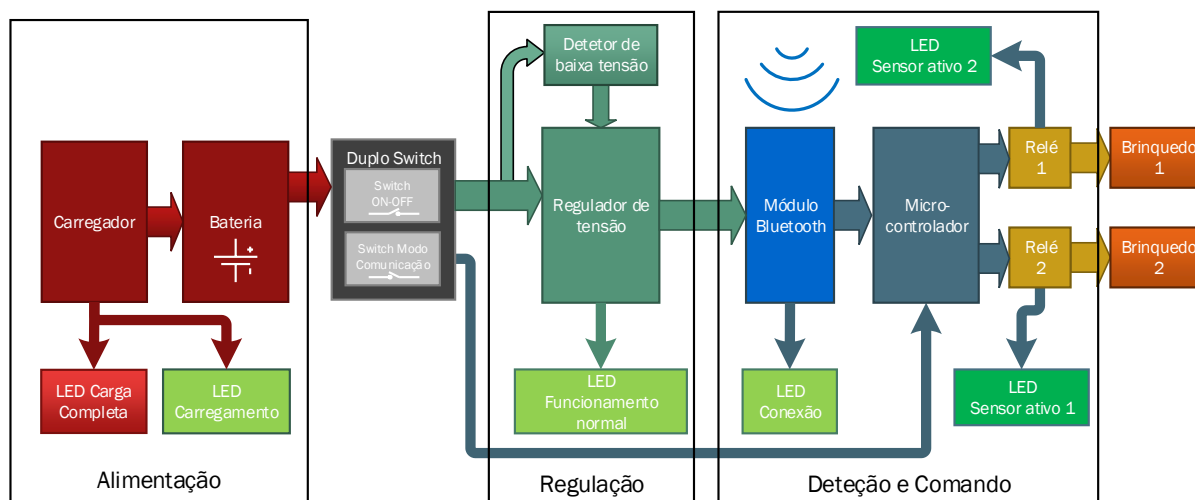 Detetor de
baixa tensão
LED
Sensor ativo 2
Carregador
Bateria
Duplo Switch
Switch
ON-OFF
Switch Modo
Comunicação
Regulador de
tensão
Módulo
Bluetooth
Micro-
controlador
Relé
1
Brinquedo
1
Relé
2
Brinquedo
2
LED Carga
Completa
LED
Carregamento
LED
Funcionamento
normal
LED
Conexão
LED
Sensor ativo 1
Alimentação
Regulação
Deteção e Comando